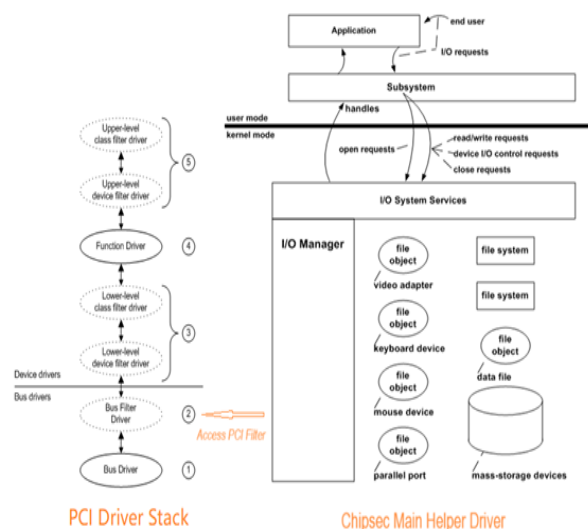 Application
end user
I/O requests
Subsystem
handles
user mode
kernel mode
open requests
read/write requests
device I/O control requests
close requests
I/O System Services
I/O Manager
file
object
video adapter
file system
file
object
keyboard device
file system
file
object
data file
file
object
mouse device
file
object
parallel port
mass-storage devices
Upper-level
class filter driver
5
Upper-level
device filter driver
Function Driver
4
Lower-level
class filter driver
3
Lower-level
device filter driver
Device drivers
Bus drivers
Bus Filter
Driver
2
Access PCI Filter
Bus Driver
1
PCI Driver Stack
Chipsec Main Helper Driver